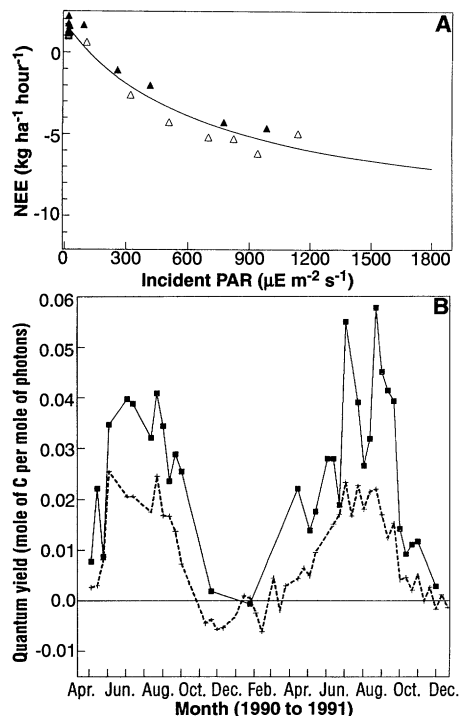 A
0
-5
-10
NEE (kg ha-1 hour-1)
0 300 600 900 1200 1500 1800
Incident PAR (µE m-2 s-1)
B
0.06
0.05
0.04
0.03
0.02
0.01
0.0
-0.01
Quantum yield (mole of C per mole of photons)
Apr. Jun. Aug. Oct. Dec. Feb. Apr. Jun. Aug. Oct. Dec.
Month (1990 to 1991)